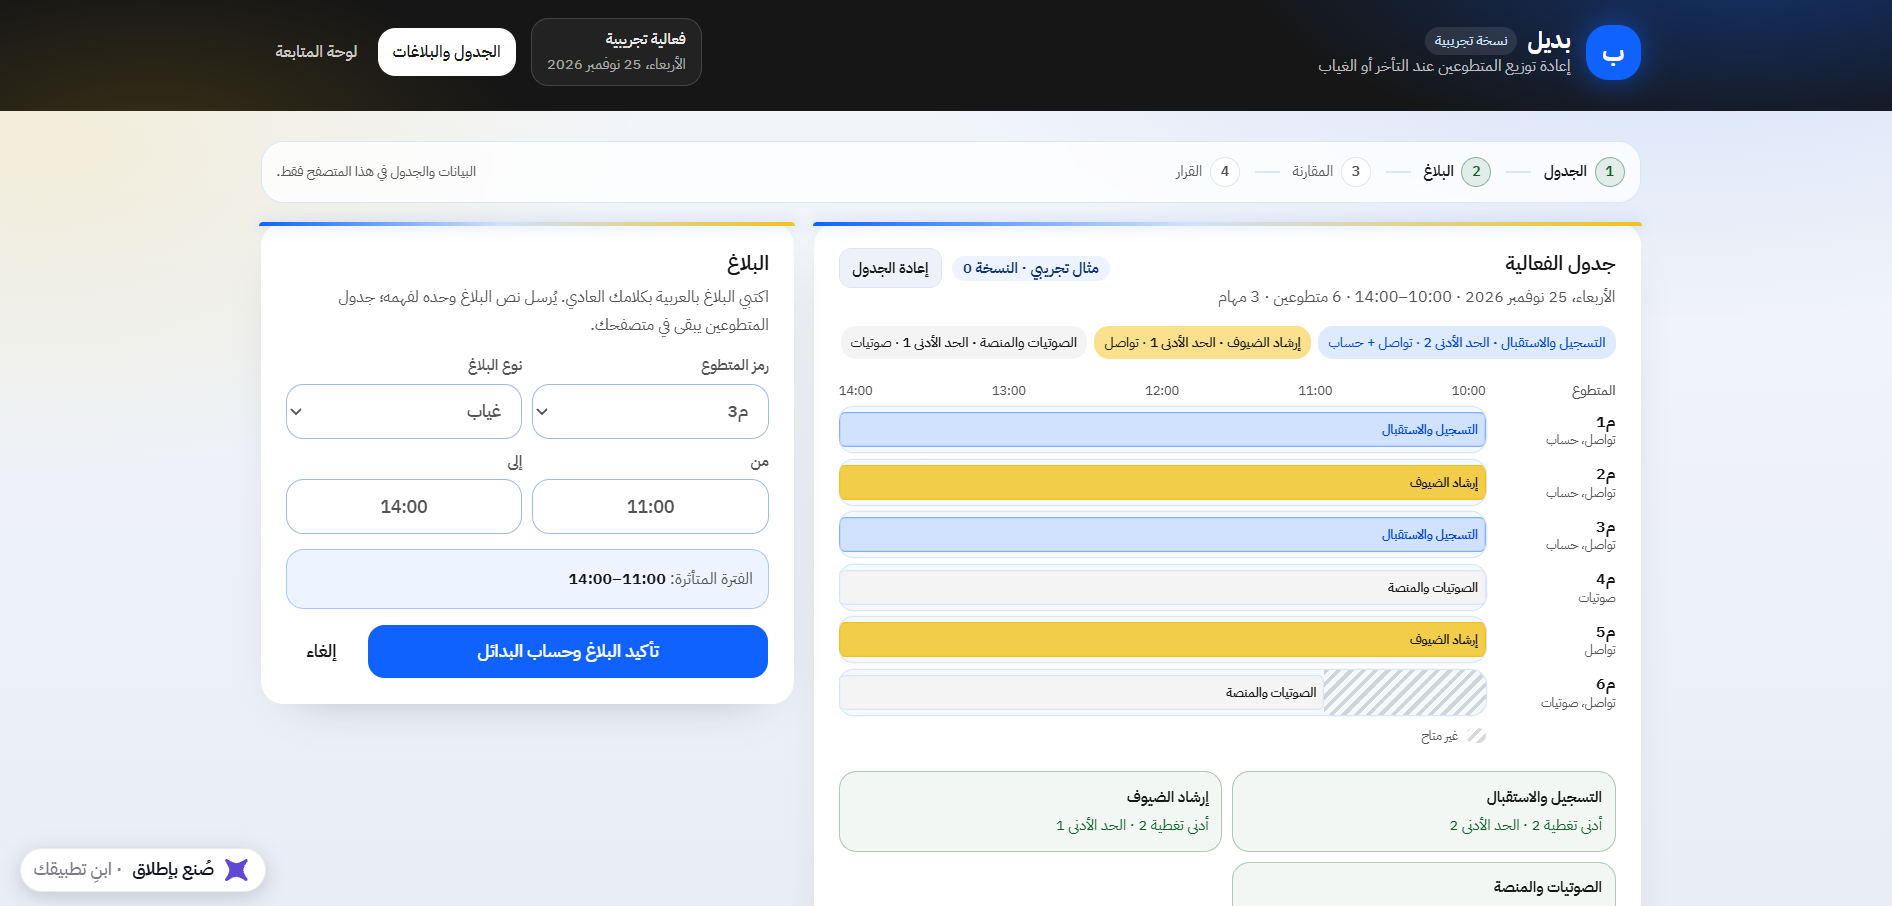 ب
بديل
نسخة تجريبية
إعادة توزيع المتطوعين عند التأخر أو الغياب
فعالية تجريبية
الأربعاء، 25 نوفمبر 2026
الجدول والبلاغات
لوحة المتابعة
1 الجدول
2 البلاغ
3 المقارنة
4 القرار
البيانات والجدول في هذا المتصفح فقط.
جدول الفعالية
مثال تجريبي · النسخة 0
إعادة الجدول
الأربعاء، 25 نوفمبر 2026 · 10:00–14:00 · 6 متطوعين · 3 مهام
التسجيل والاستقبال · الحد الأدنى 2 · تواصل + حساب
إرشاد الضيوف · الحد الأدنى 1 · تواصل
الصوتيات والمنصة · الحد الأدنى 1 · صوتيات
المتطوع
10:00
11:00
12:00
13:00
14:00
م1
تواصل، حساب
التسجيل والاستقبال
م2
تواصل، حساب
إرشاد الضيوف
م3
تواصل، حساب
التسجيل والاستقبال
م4
صوتيات
الصوتيات والمنصة
م5
تواصل
إرشاد الضيوف
م6
تواصل، صوتيات
الصوتيات والمنصة
غير متاح
التسجيل والاستقبال
أدنى تغطية 2 · الحد الأدنى 2
إرشاد الضيوف
أدنى تغطية 2 · الحد الأدنى 1
الصوتيات والمنصة
البلاغ
اكتبي البلاغ بالعربية بكلامك العادي. يُرسل نص البلاغ وحده لفهمه؛ جدول
المتطوعين يبقى في متصفحك.
رمز المتطوع
م3
نوع البلاغ
غياب
من
11:00
إلى
14:00
الفترة المتأثرة: 11:00–14:00
تأكيد البلاغ وحساب البدائل
إلغاء
صُنع بإطلاق · ابنِ تطبيقك